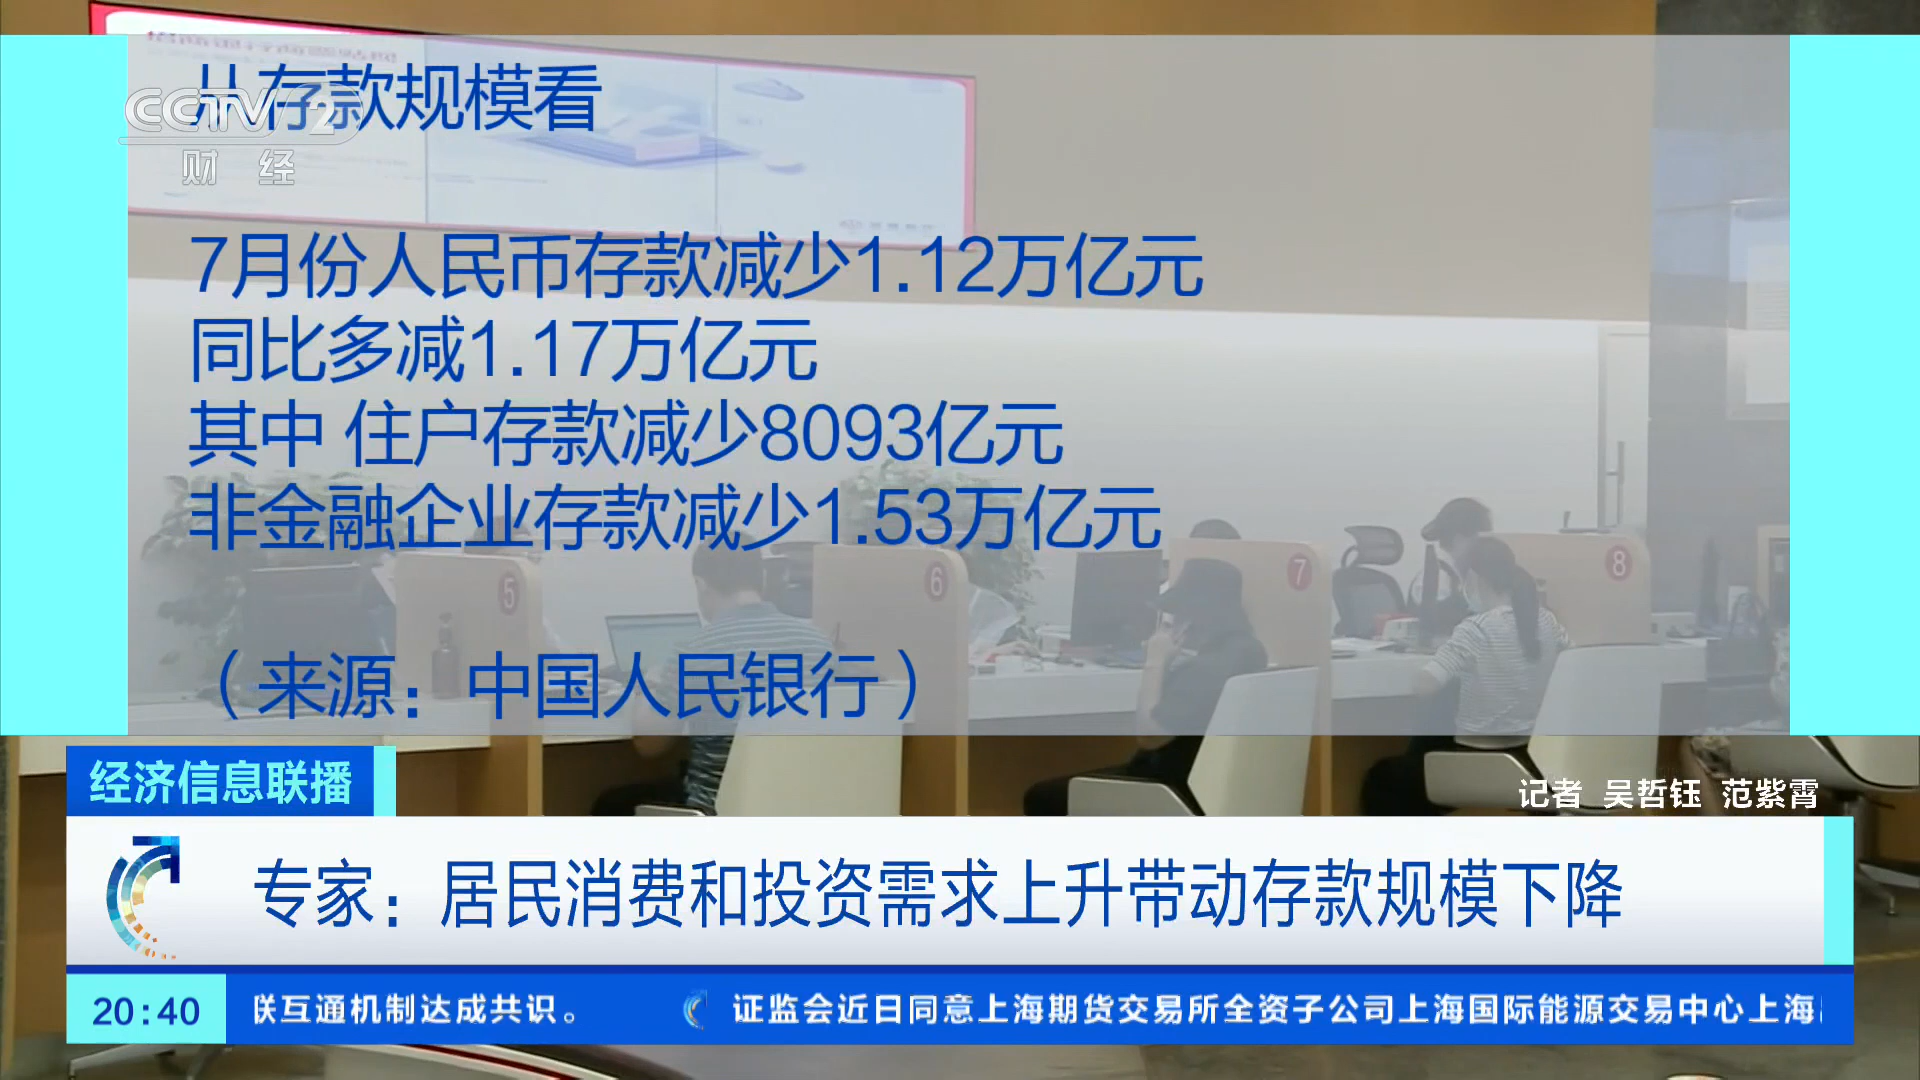 从存款规模看
CCTV 2
财 经
7月份人民币存款减少1.12万亿元
同比多减1.17万亿元
其中 住户存款减少8093亿元
非金融企业存款减少1.53万亿元
（来源：中国人民银行）
5
6
7
8
经济信息联播
记者 吴哲钰 范紫霄
专家：居民消费和投资需求上升带动存款规模下降
20:40
联互通机制达成共识。 证监会近日同意上海期货交易所全资子公司上海国际能源交易中心上海